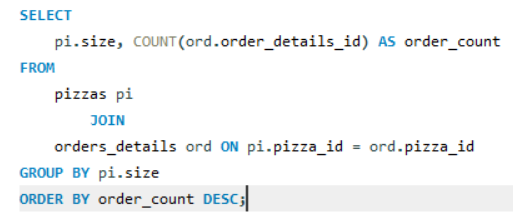 SELECT
pi.size, COUNT(ord.order_details_id) AS order_count
FROM
pizzas pi
JOIN
orders_details ord ON pi.pizza_id = ord.pizza_id
GROUP BY pi.size
ORDER BY order_count DESC;